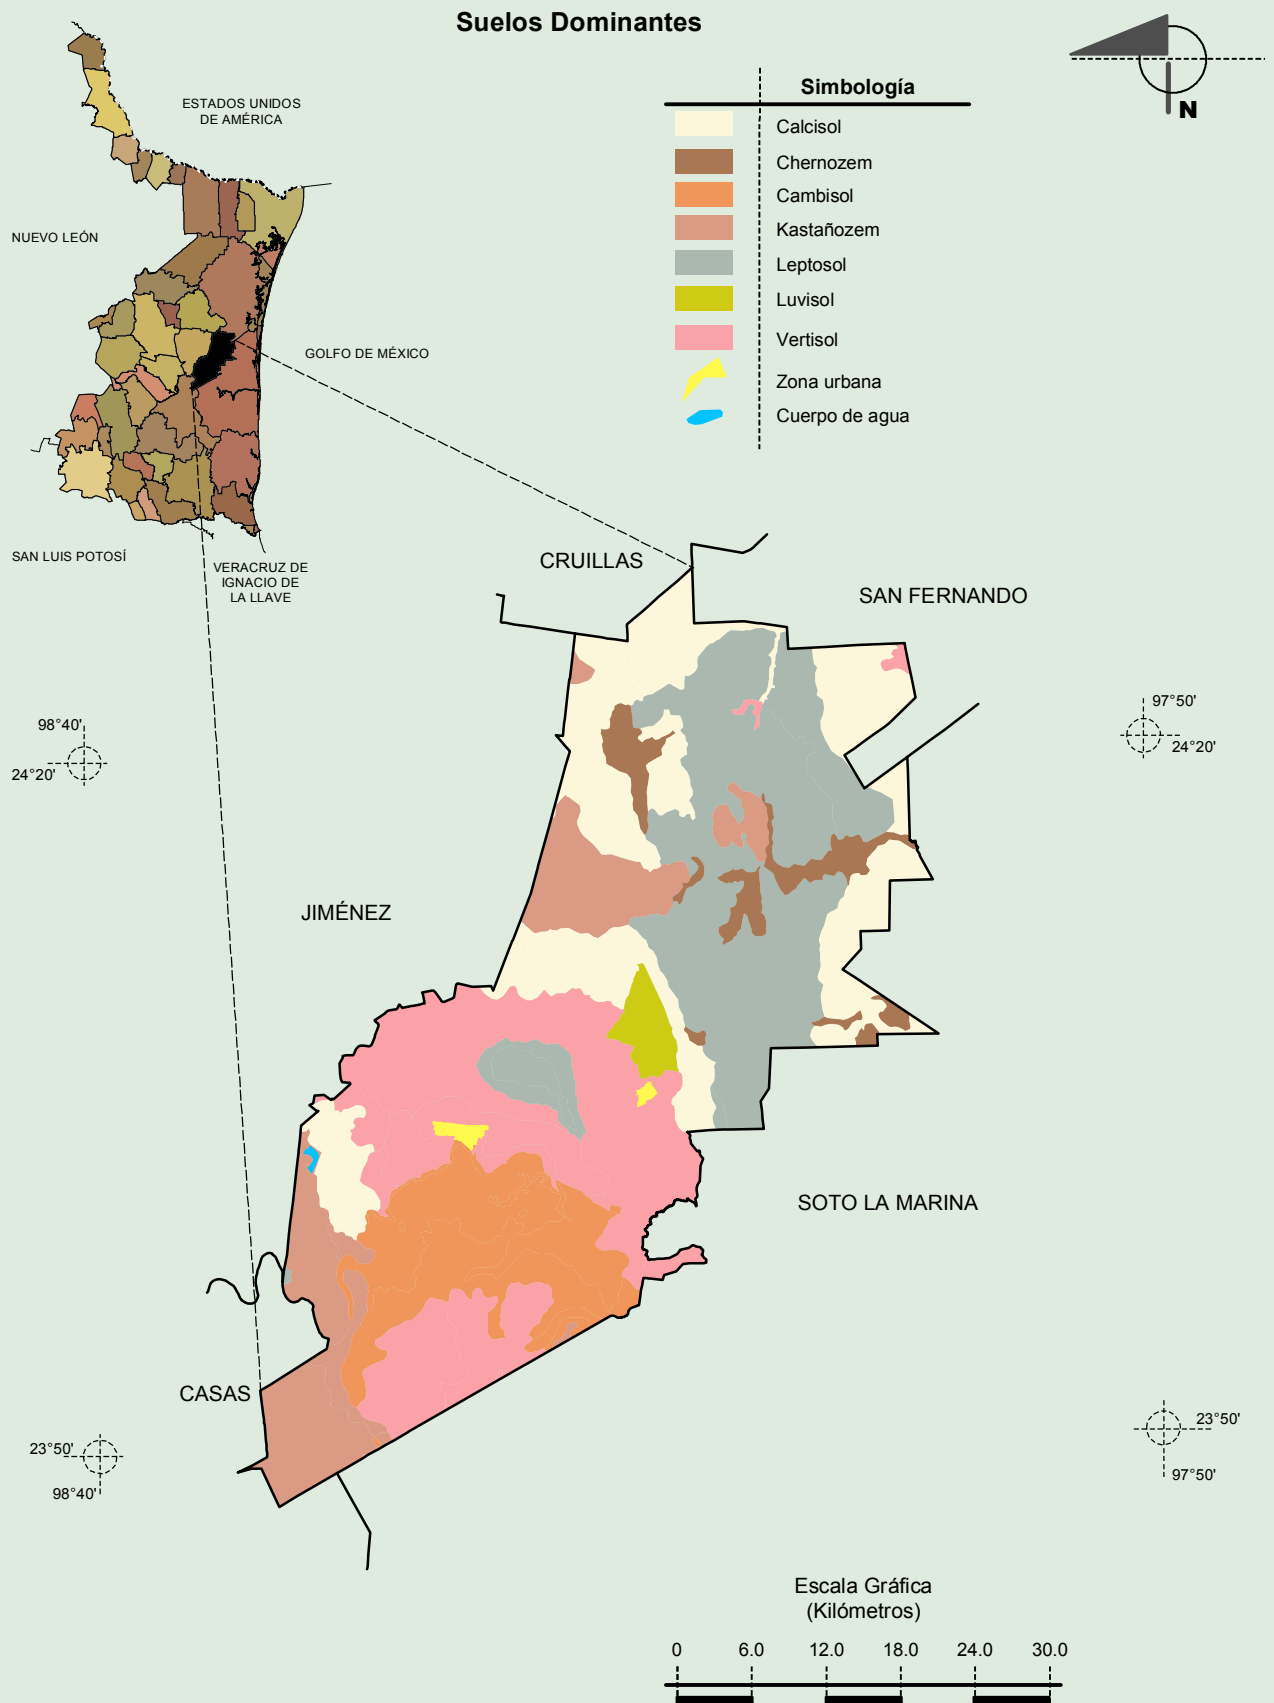 Suelos Dominantes
N
Simbología
Calcisol
Chernozem
Cambisol
Kastañozem
Leptosol
Luvisol
Vertisol
Zona urbana
Cuerpo de agua
ESTADOS UNIDOS
DE AMÉRICA
NUEVO LEÓN
GOLFO DE MÉXICO
SAN LUIS POTOSÍ
VERACRUZ DE
IGNACIO DE
LA LLAVE
CRUILLAS
SAN FERNANDO
98°40'
24°20'
97°50'
24°20'
JIMÉNEZ
SOTO LA MARINA
CASAS
23°50'
98°40'
23°50'
97°50'
Escala Gráfica
(Kilómetros)
0 6.0 12.0 18.0 24.0 30.0